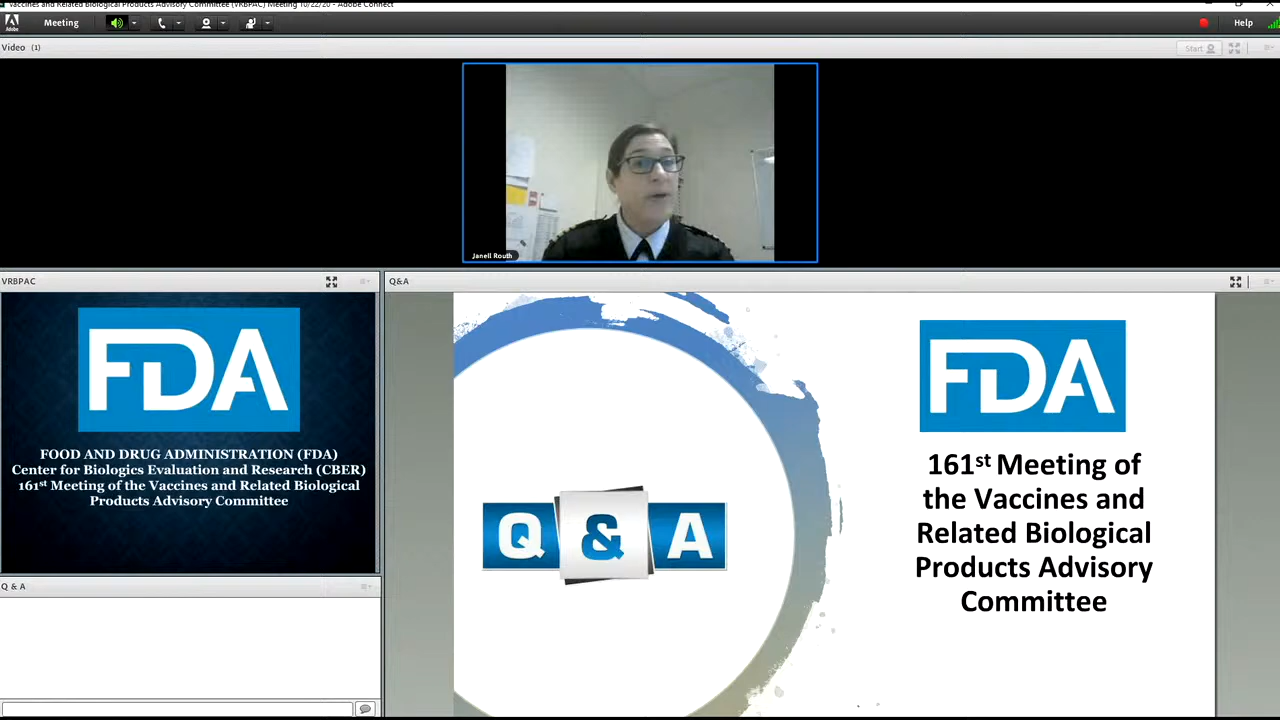 Vaccines and Related Biological Products Advisory Committee (VRBPAC) Meeting 10/22/20 - Adobe Connect
Adobe
Meeting
Help
Video (1)
Start
Janell Routh
VRBPAC
FDA
FOOD AND DRUG ADMINISTRATION (FDA)
Center for Biologics Evaluation and Research (CBER)
161st Meeting of the Vaccines and Related Biological
Products Advisory Committee
Q & A
Q&A
Q & A
FDA
161st Meeting of
the Vaccines and
Related Biological
Products Advisory
Committee